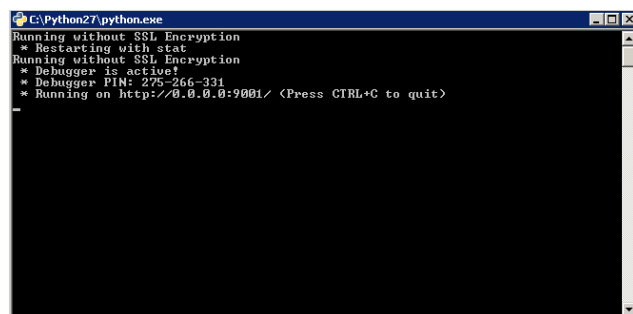 C:\Python27\python.exe
Running without SSL Encryption
* Restarting with stat
Running without SSL Encryption
* Debugger is active!
* Debugger PIN: 275-266-331
* Running on http://0.0.0.0:9001/ (Press CTRL+C to quit)